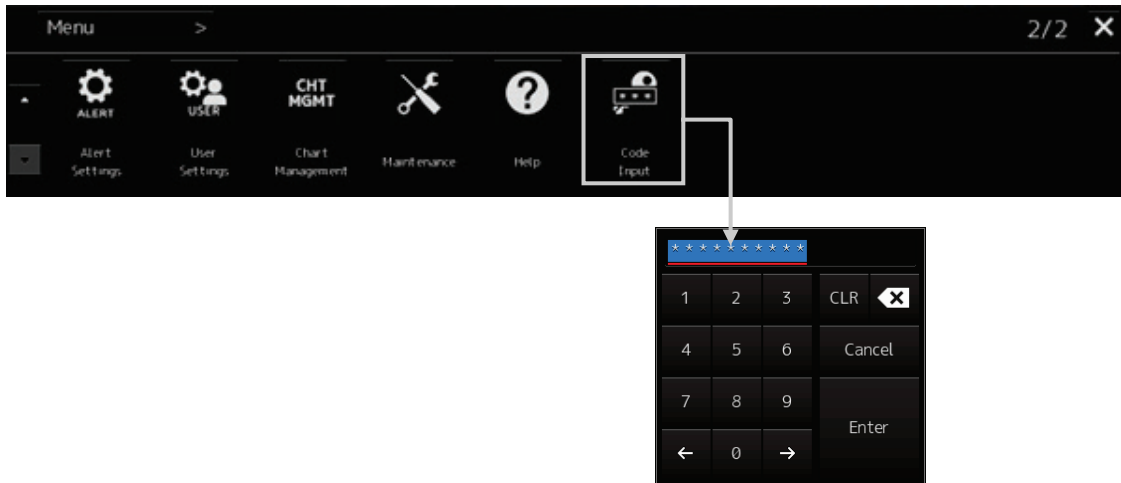 Menu >
2/2
ALERT
USER
CHT
MGMT
Alert
Settings
User
Settings
Chart
Management
Maintenance
Help
Code
Input
**********
1 2 3 CLR
4 5 6 Cancel
7 8 9
Enter
← 0 →